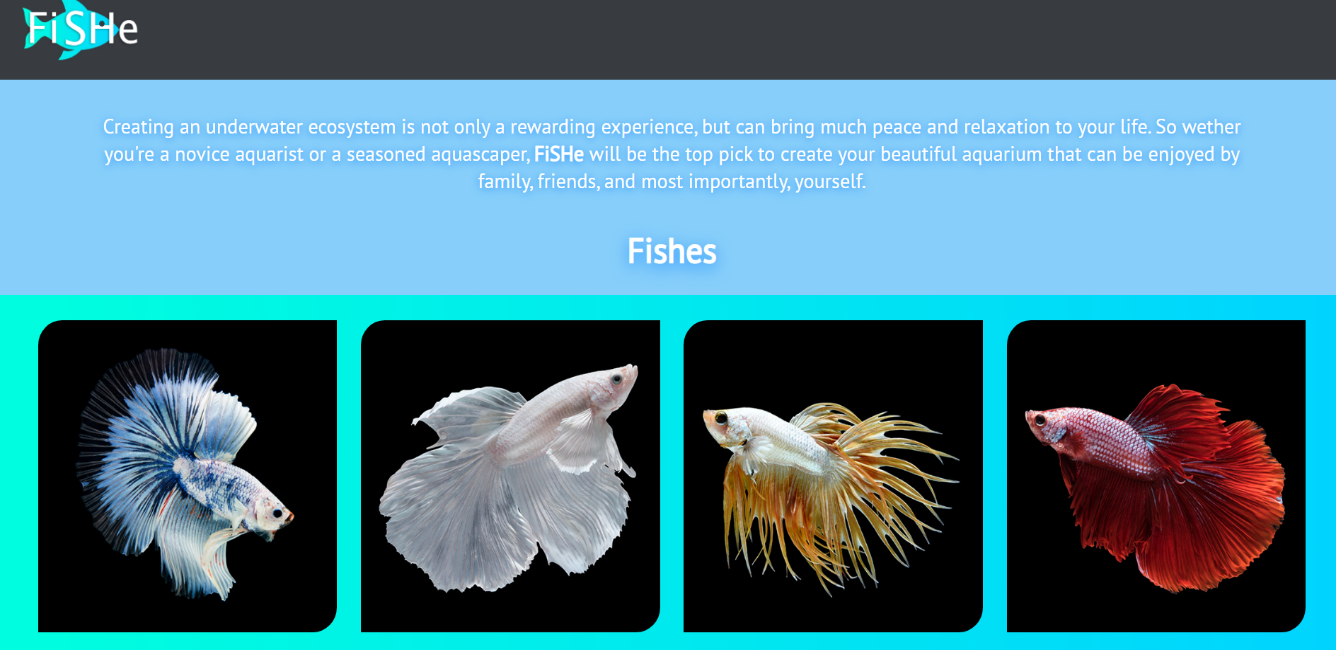 FiSHe
Creating an underwater ecosystem is not only a rewarding experience, but can bring much peace and relaxation to your life. So wether
you're a novice aquarist or a seasoned aquascaper, FiSHe will be the top pick to create your beautiful aquarium that can be enjoyed by
family, friends, and most importantly, yourself.
Fishes